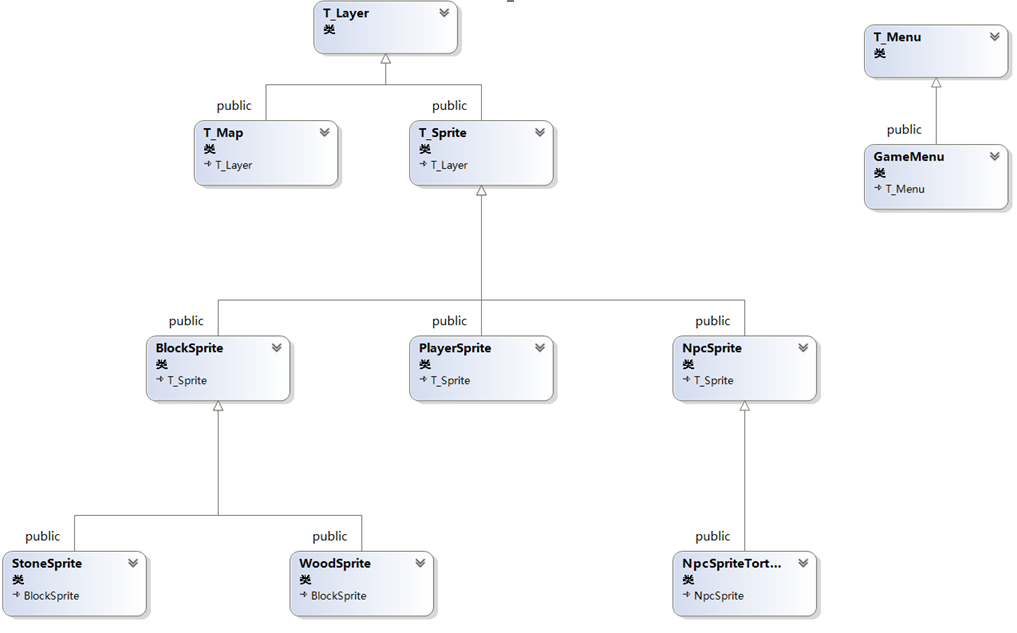 T_Layer
类
T_Menu
类
public
public
T_Map
类
T_Layer
T_Sprite
类
T_Layer
public
GameMenu
类
T_Menu
public
public
public
BlockSprite
类
T_Sprite
PlayerSprite
类
T_Sprite
NpcSprite
类
T_Sprite
public
public
public
StoneSprite
类
BlockSprite
WoodSprite
类
BlockSprite
NpcSpriteTort...
类
NpcSprite